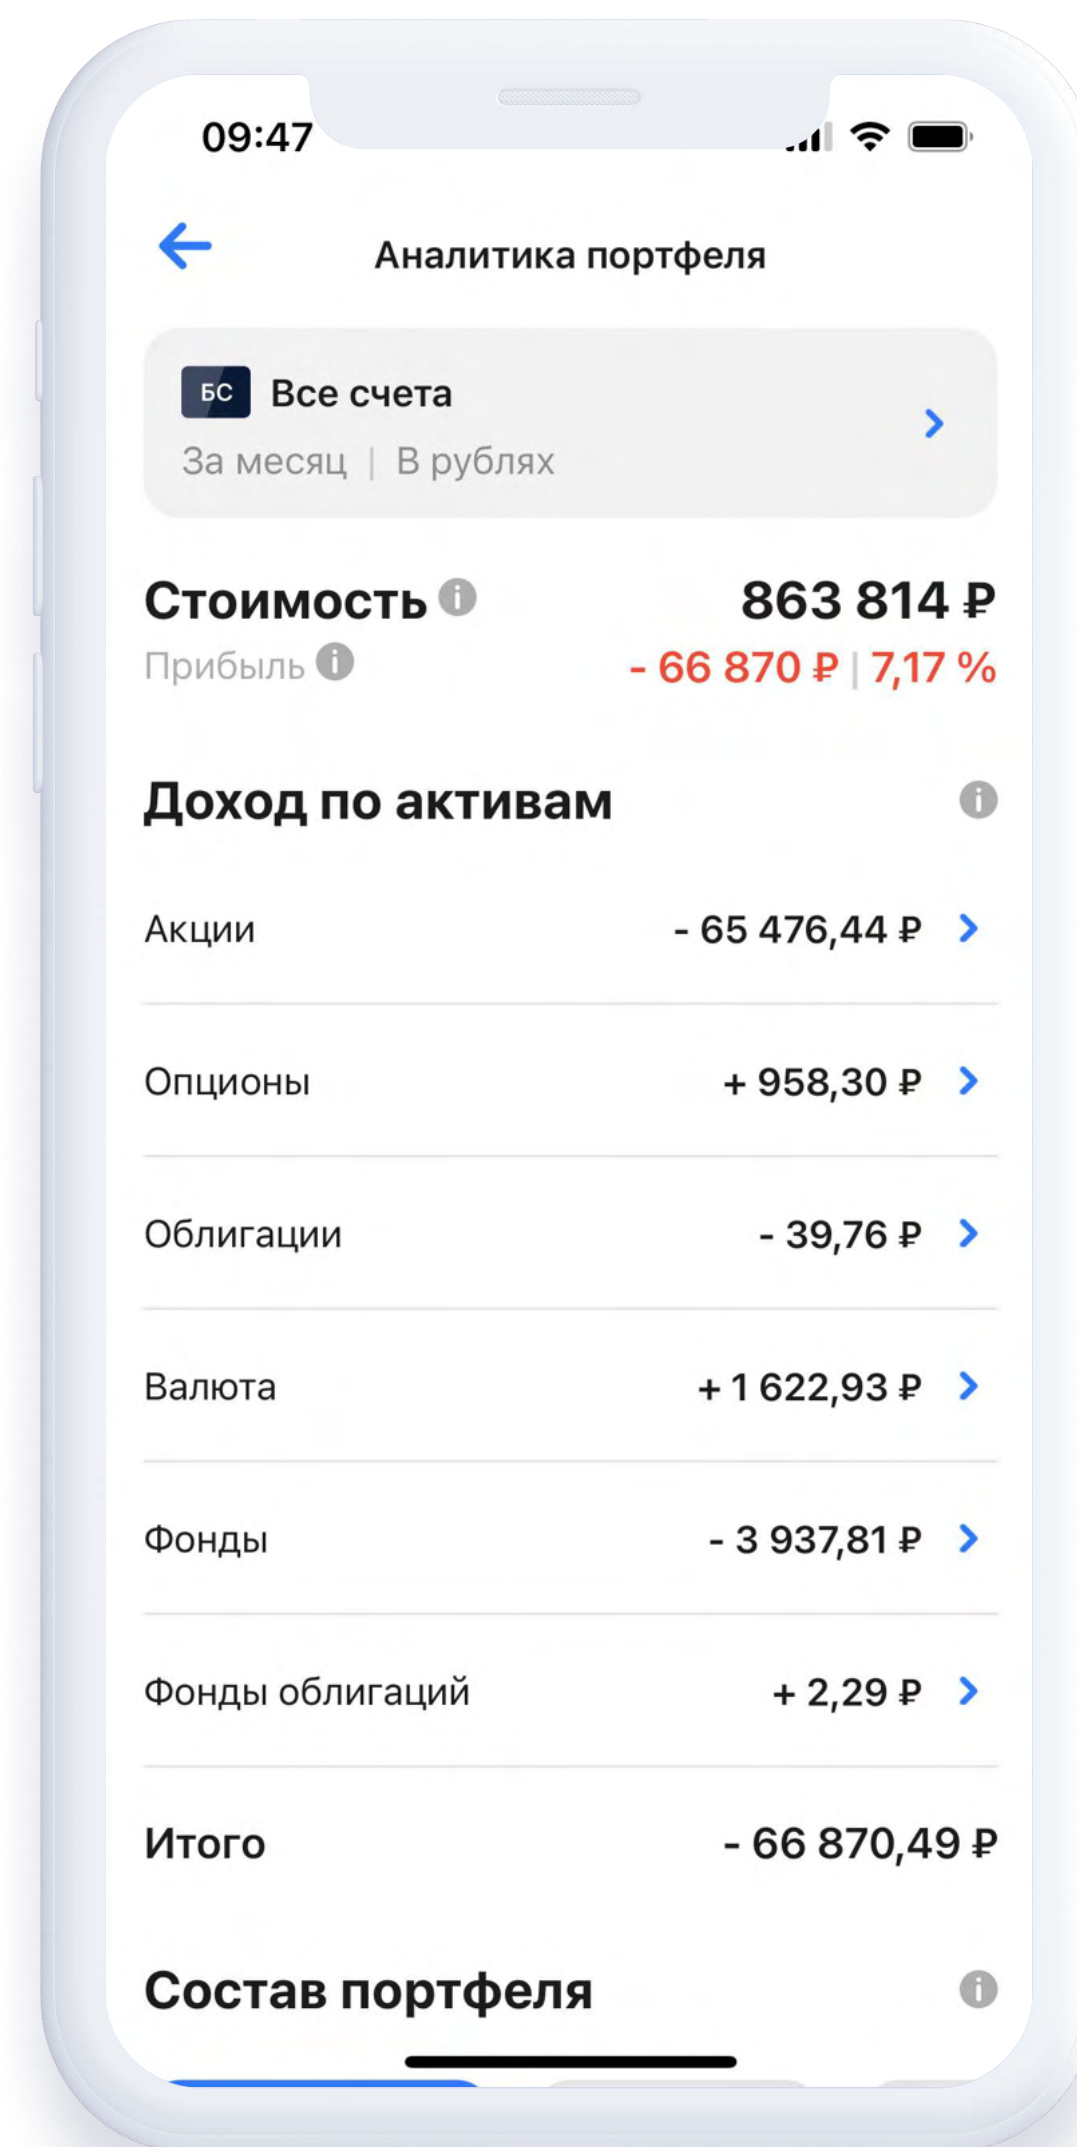 09:47
Аналитика портфеля
БС Все счета
За месяц | В рублях
Стоимость 863 814 ₽
Прибыль - 66 870 ₽ | 7,17 %
Доход по активам
Акции - 65 476,44 ₽
Опционы + 958,30 ₽
Облигации - 39,76 ₽
Валюта + 1 622,93 ₽
Фонды - 3 937,81 ₽
Фонды облигаций + 2,29 ₽
Итого - 66 870,49 ₽
Состав портфеля